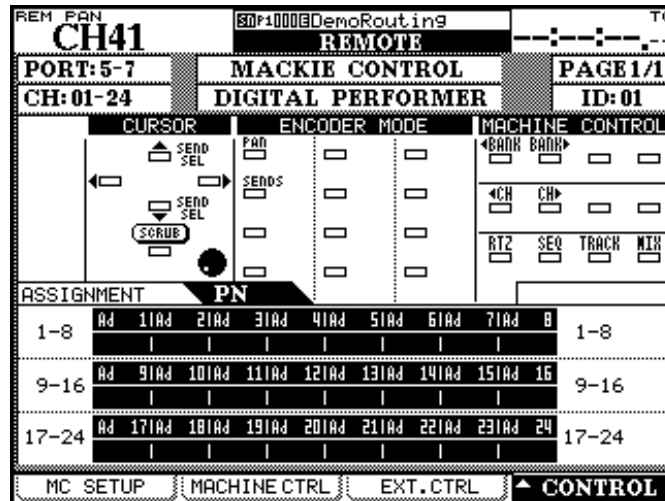 REM PAN
CH41
DemoRouting
REMOTE
--:--:--.--
PORT:5-7
MACKIE CONTROL
PAGE1/1
CH:01-24
DIGITAL PERFORMER
ID:01
CURSOR
ENCODER MODE
MACHINE CONTROL
SEND
SEL
PAN
◀BANK BANK▶
SENDS
◀CH CH▶
SEND
SEL
SCRUB
RTZ SEQ TRACK MIX
ASSIGNMENT PN
1-8 Ad 1|Ad 2|Ad 3|Ad 4|Ad 5|Ad 6|Ad 7|Ad 8 1-8
9-16 Ad 9|Ad 10|Ad 11|Ad 12|Ad 13|Ad 14|Ad 15|Ad 16 9-16
17-24 Ad 17|Ad 18|Ad 19|Ad 20|Ad 21|Ad 22|Ad 23|Ad 24 17-24
MC SETUP MACHINE CTRL EXT.CTRL CONTROL